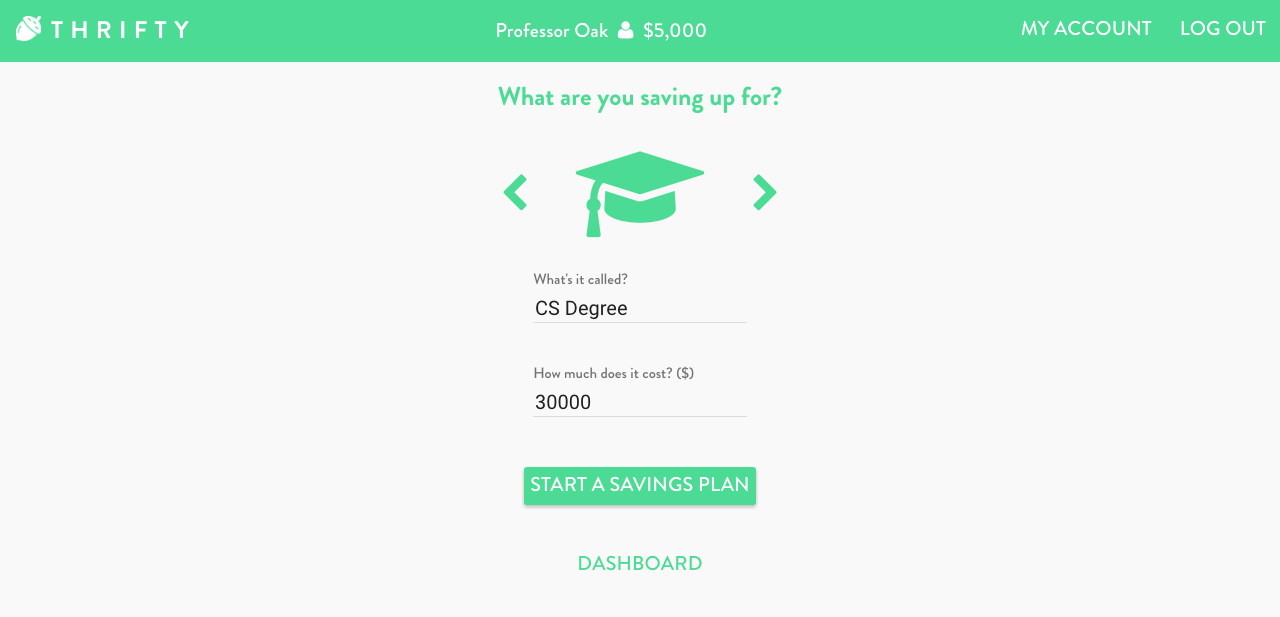 THRIFTY
Professor Oak $5,000
MY ACCOUNT
LOG OUT
What are you saving up for?
What's it called?
CS Degree
How much does it cost? ($)
30000
START A SAVINGS PLAN
DASHBOARD